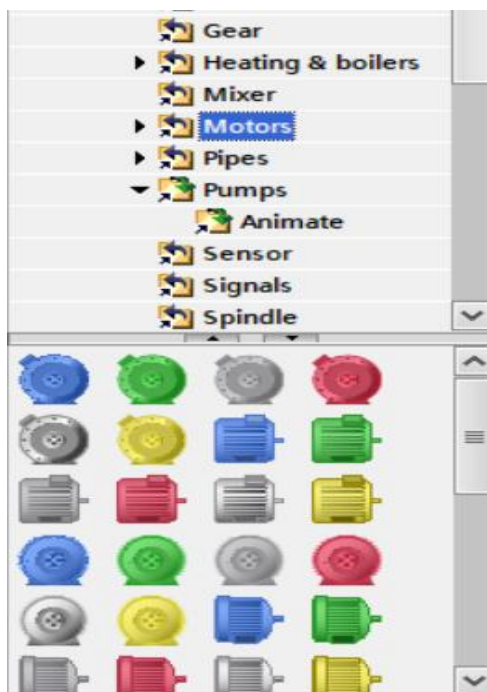 Gear
Heating & boilers
Mixer
Motors
Pipes
Pumps
Animate
Sensor
Signals
Spindle